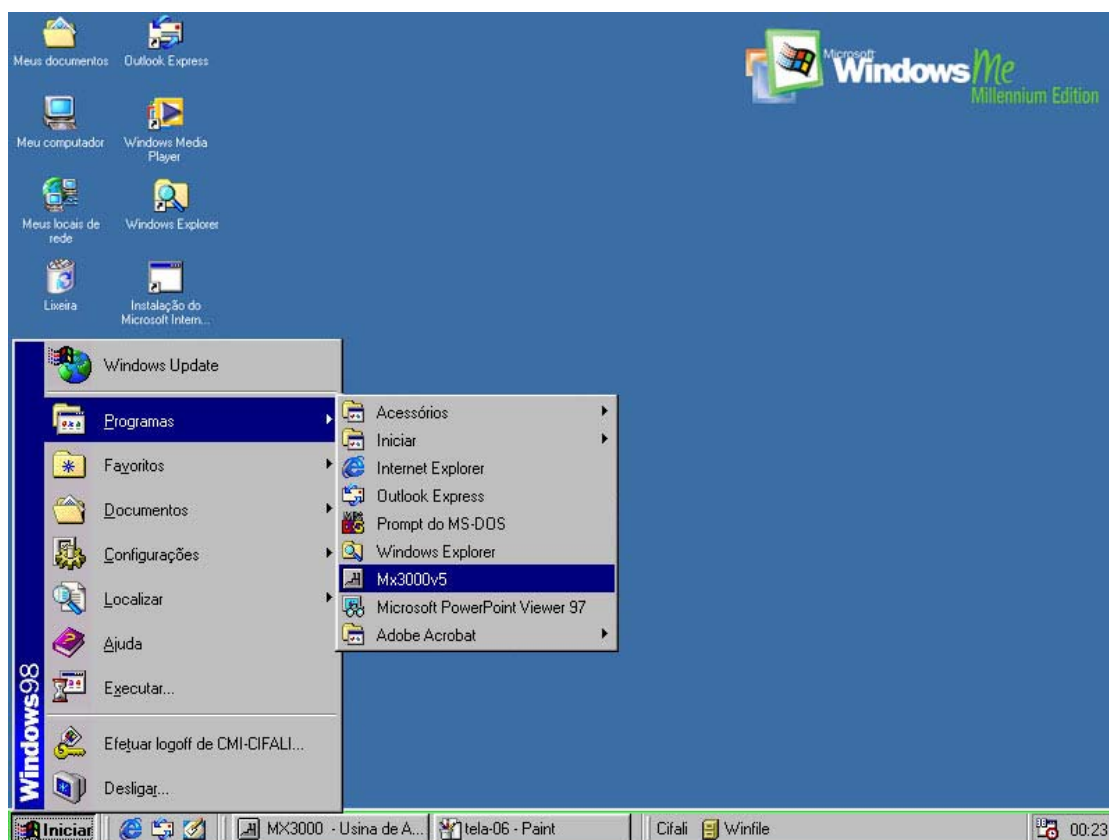 Meus documentos
Outlook Express
Microsoft
Windows Me
Millennium Edition
Meu computador
Windows Media
Player
Meus locais de
rede
Windows Explorer
Lixeira
Instalação do
Microsoft Intern...
Windows Update
Programas
Favoritos
Documentos
Configurações
Localizar
Ajuda
Executar...
Efetuar logoff de CMI-CIFALI...
Desligar...
Windows98
Acessórios
Iniciar
Internet Explorer
Outlook Express
Prompt do MS-DOS
Windows Explorer
Mx3000v5
Microsoft PowerPoint Viewer 97
Adobe Acrobat
Iniciar
MX3000 - Usina de A...
tela-06 - Paint
Cifali
Winfile
00:23